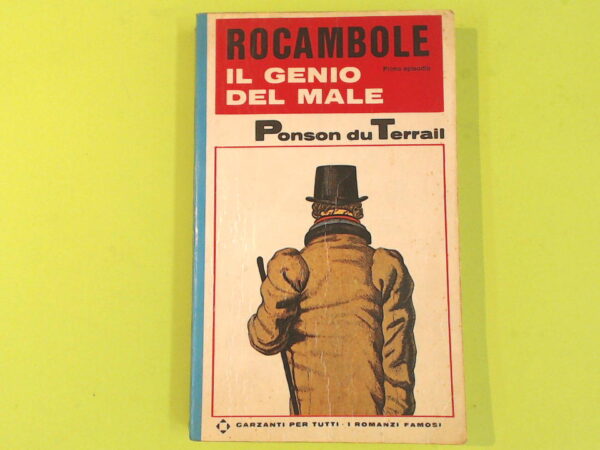 ROCAMBOLE
Primo episodio
IL GENIO
DEL MALE
Ponson du Terrail
GARZANTI PER TUTTI · I ROMANZI FAMOSI